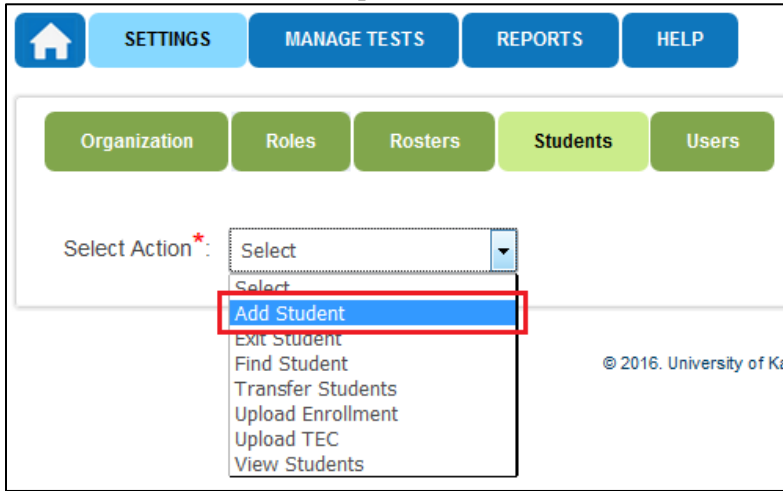 SETTINGS MANAGE TESTS REPORTS HELP
Organization Roles Rosters Students Users
Select Action*: Select
Select
Add Student
Exit Student
Find Student
Transfer Students
Upload Enrollment
Upload TEC
View Students
© 2016. University of Ka